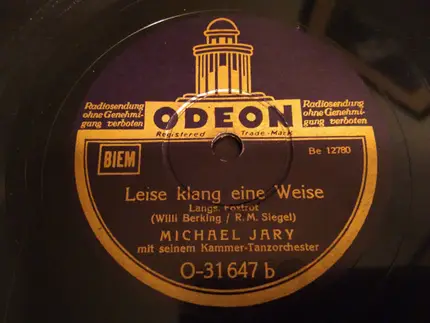 Radiosendung
ohne Genehmi-
gung verboten
ODEON
Registered Trade-Mark
Radiosendung
ohne Genehmi-
gung verboten
BIEM
Be 12780
Leise klang eine Weise
Langs. Foxtrot
(Willi Berking / R. M. Siegel)
MICHAEL JARY
mit seinem Kammer-Tanzorchester
O-31647 b